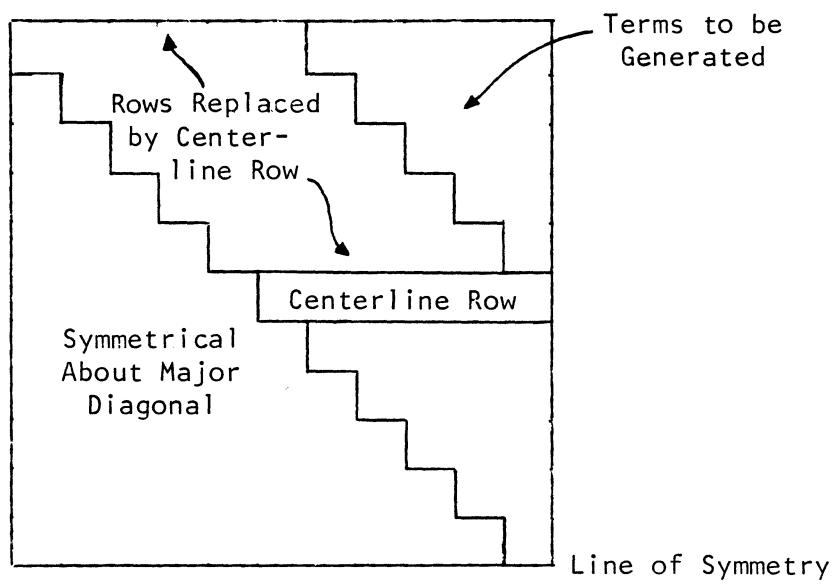 Terms to be
Generated
Rows Replaced
by Center-
line Row
Centerline Row
Symmetrical
About Major
Diagonal
Line of Symmetry